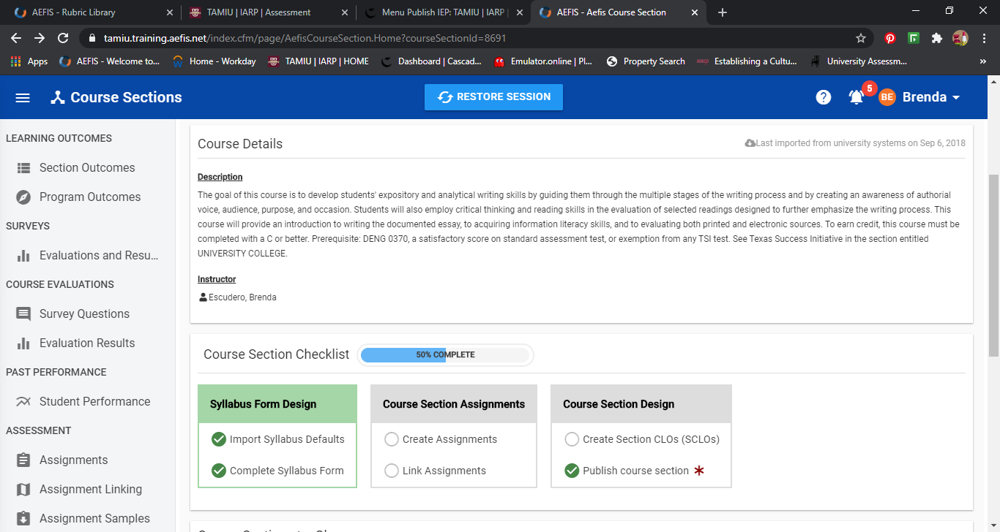 AEFIS - Rubric Library
TAMIU | IARP | Assessment
Menu Publish IEP: TAMIU | IARP |
AEFIS - Aefis Course Section
tamiu.training.aefis.net/index.cfm/page/AefisCourseSection.Home?courseSectionId=8691
Apps
AEFIS - Welcome to...
Home - Workday
TAMIU | IARP | HOME
Dashboard | Cascad...
Emulator.online | Pl...
Property Search
Establishing a Cultu...
University Assessm...
Course Sections
RESTORE SESSION
5
BE
Brenda
LEARNING OUTCOMES
Section Outcomes
Program Outcomes
SURVEYS
Evaluations and Resu...
COURSE EVALUATIONS
Survey Questions
Evaluation Results
PAST PERFORMANCE
Student Performance
ASSESSMENT
Assignments
Assignment Linking
Assignment Samples
Course Details
Last imported from university systems on Sep 6, 2018
Description
The goal of this course is to develop students' expository and analytical writing skills by guiding them through the multiple stages of the writing process and by creating an awareness of authorial
voice, audience, purpose, and occasion. Students will also employ critical thinking and reading skills in the evaluation of selected readings designed to further emphasize the writing process. This
course will provide an introduction to writing the documented essay, to acquiring information literacy skills, and to evaluating both printed and electronic sources. To earn credit, this course must be
completed with a C or better. Prerequisite: DENG 0370, a satisfactory score on standard assessment test, or exemption from any TSI test. See Texas Success Initiative in the section entitled
UNIVERSITY COLLEGE.
Instructor
Escudero, Brenda
Course Section Checklist
50% COMPLETE
Syllabus Form Design
Import Syllabus Defaults
Complete Syllabus Form
Course Section Assignments
Create Assignments
Link Assignments
Course Section Design
Create Section CLOs (SCLOs)
Publish course section *